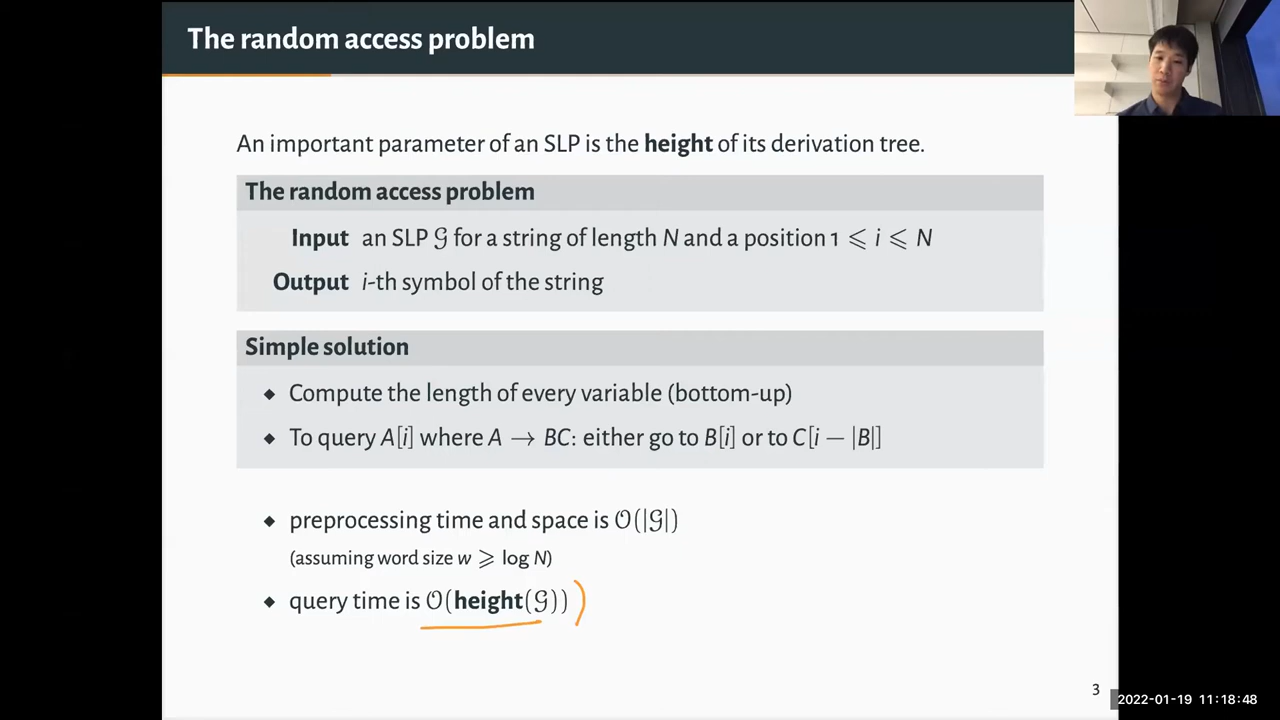 The random access problem
An important parameter of an SLP is the height of its derivation tree.
The random access problem
Input an SLP 𝒢 for a string of length N and a position 1 ⩽ i ⩽ N
Output i-th symbol of the string
Simple solution
◆ Compute the length of every variable (bottom-up)
◆ To query A[i] where A → BC: either go to B[i] or to C[i − |B|]
◆ preprocessing time and space is 𝒪(|𝒢|)
(assuming word size w ⩾ log N)
◆ query time is 𝒪(height(𝒢))
3
2022-01-19 11:18:48